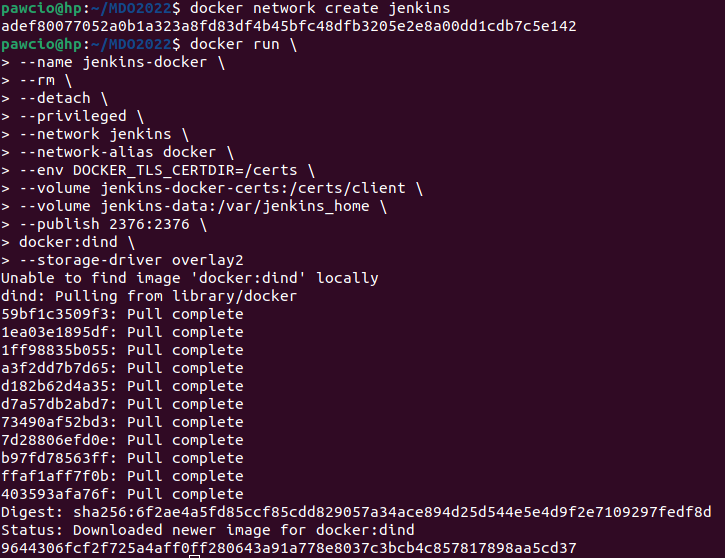 pawcio@hp:~/MDO2022$ docker network create jenkins
adef80077052a0b1a323a8fd83df4b45bfc48dfb3205e2e8a00dd1cdb7c5e142
pawcio@hp:~/MDO2022$ docker run \
> --name jenkins-docker \
> --rm \
> --detach \
> --privileged \
> --network jenkins \
> --network-alias docker \
> --env DOCKER_TLS_CERTDIR=/certs \
> --volume jenkins-docker-certs:/certs/client \
> --volume jenkins-data:/var/jenkins_home \
> --publish 2376:2376 \
> docker:dind \
> --storage-driver overlay2
Unable to find image 'docker:dind' locally
dind: Pulling from library/docker
59bf1c3509f3: Pull complete
1ea03e1895df: Pull complete
1ff98835b055: Pull complete
a3f2dd7b7d65: Pull complete
d182b62d4a35: Pull complete
d7a57db2abd7: Pull complete
73490af52bd3: Pull complete
7d28806efd0e: Pull complete
b97fd78563ff: Pull complete
ffaf1aff7f0b: Pull complete
403593afa76f: Pull complete
Digest: sha256:6f2ae4a5fd85ccf85cdd829057a34ace894d25d544e5e4d9f2e7109297fedf8d
Status: Downloaded newer image for docker:dind
9644306fcf2f725a4aff0ff280643a91a778e8037c3bcb4c857817898aa5cd37